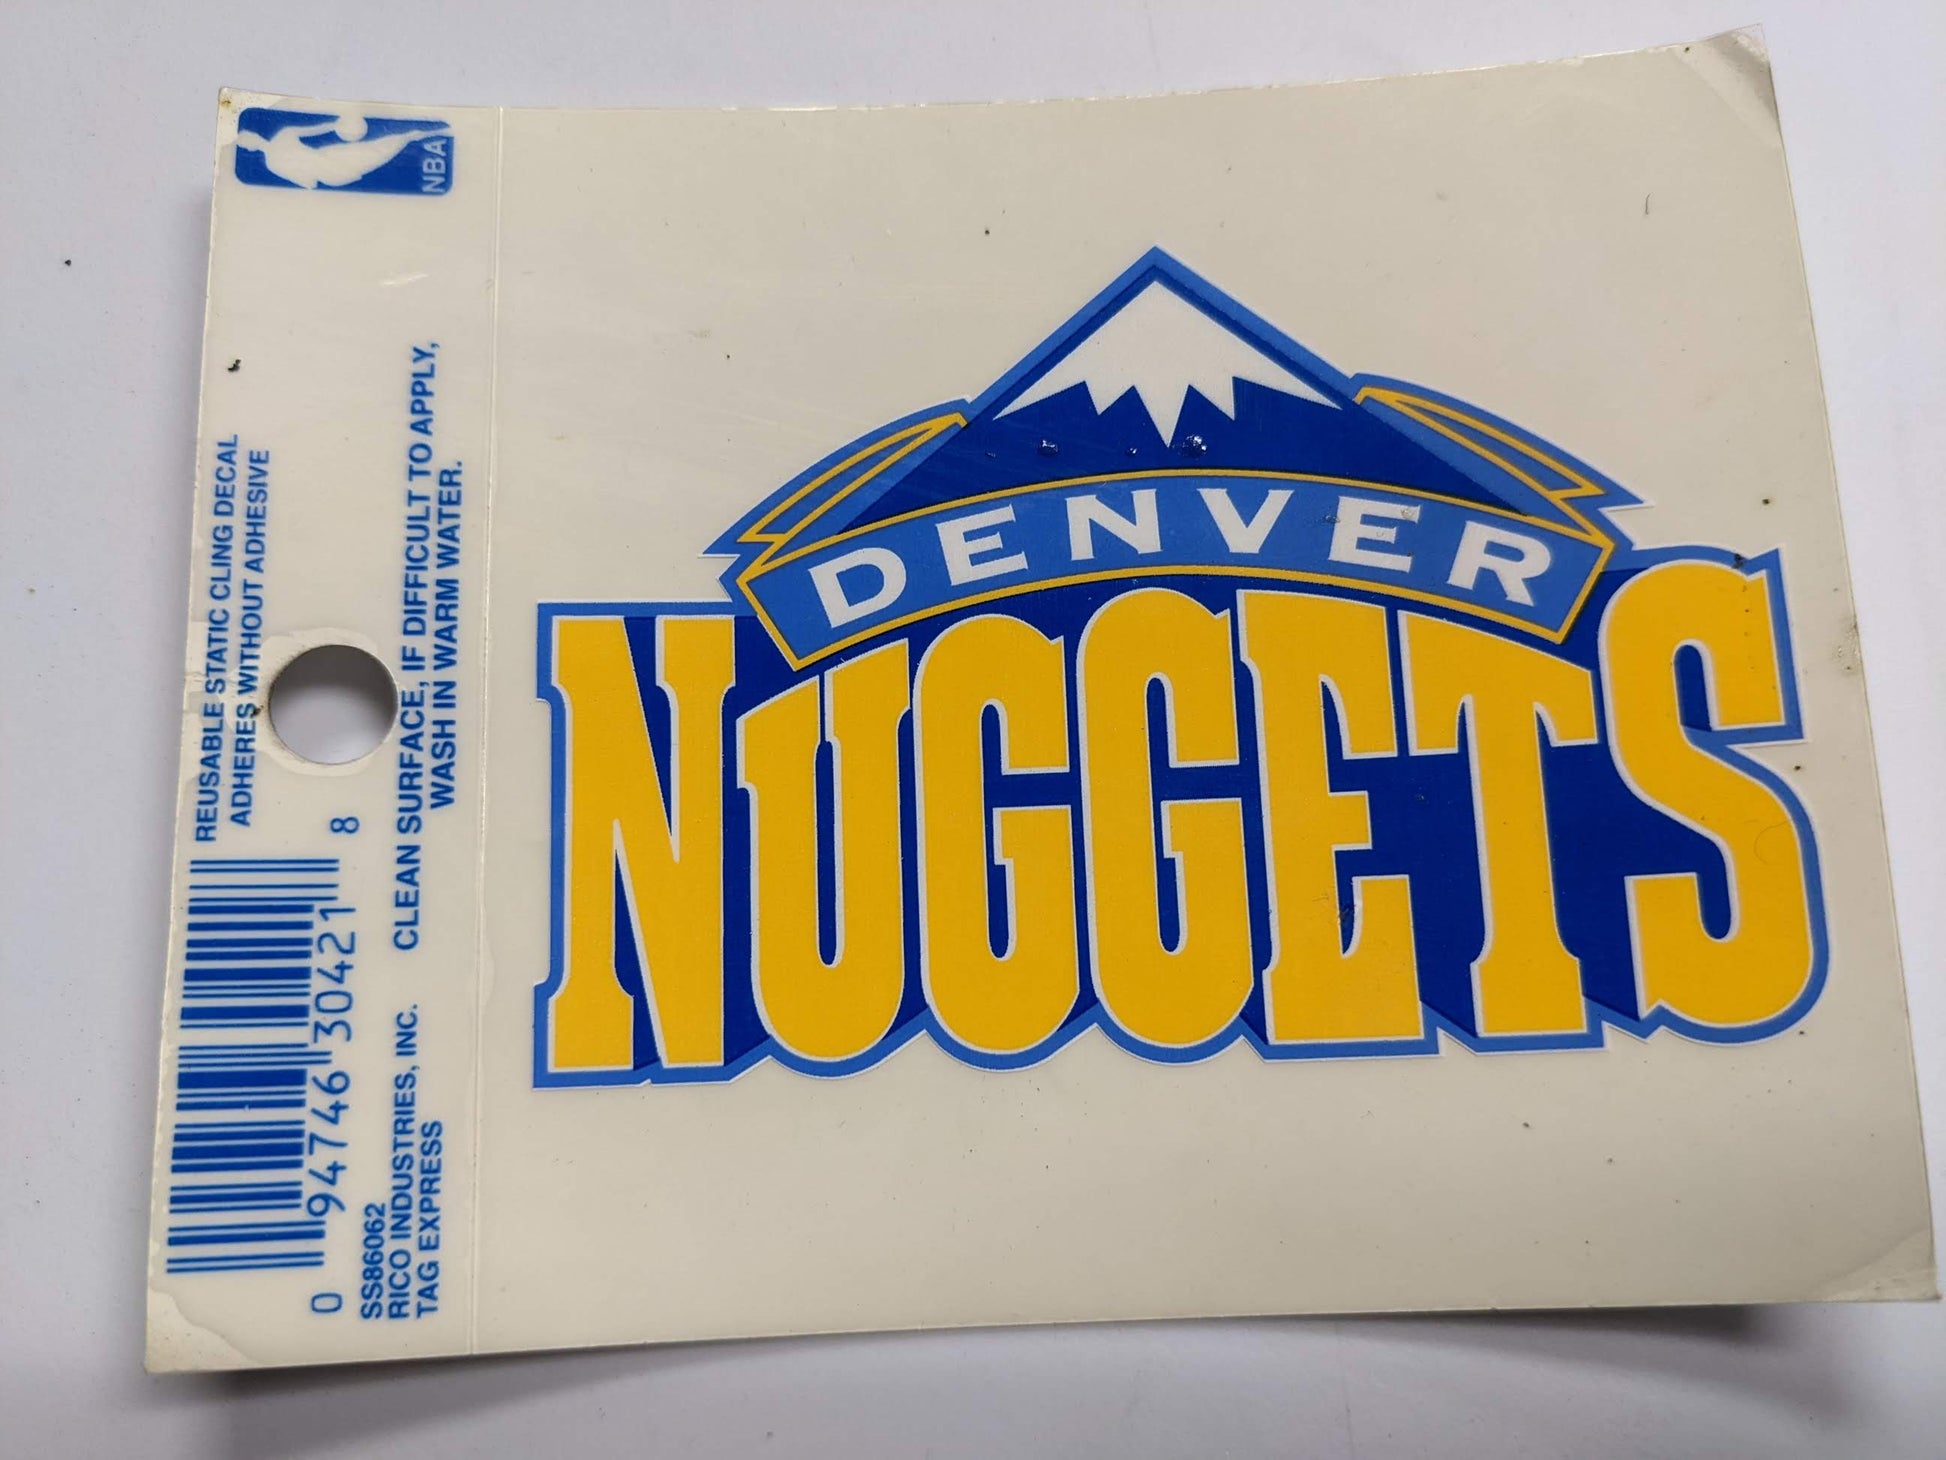 NBA
REUSABLE STATIC CLING DECAL
ADHERES WITHOUT ADHESIVE
CLEAN SURFACE, IF DIFFICULT TO APPLY,
WASH IN WARM WATER.
0 94746 30421 8
SS86062
RICO INDUSTRIES, INC.
TAG EXPRESS
DENVER
NUGGETS